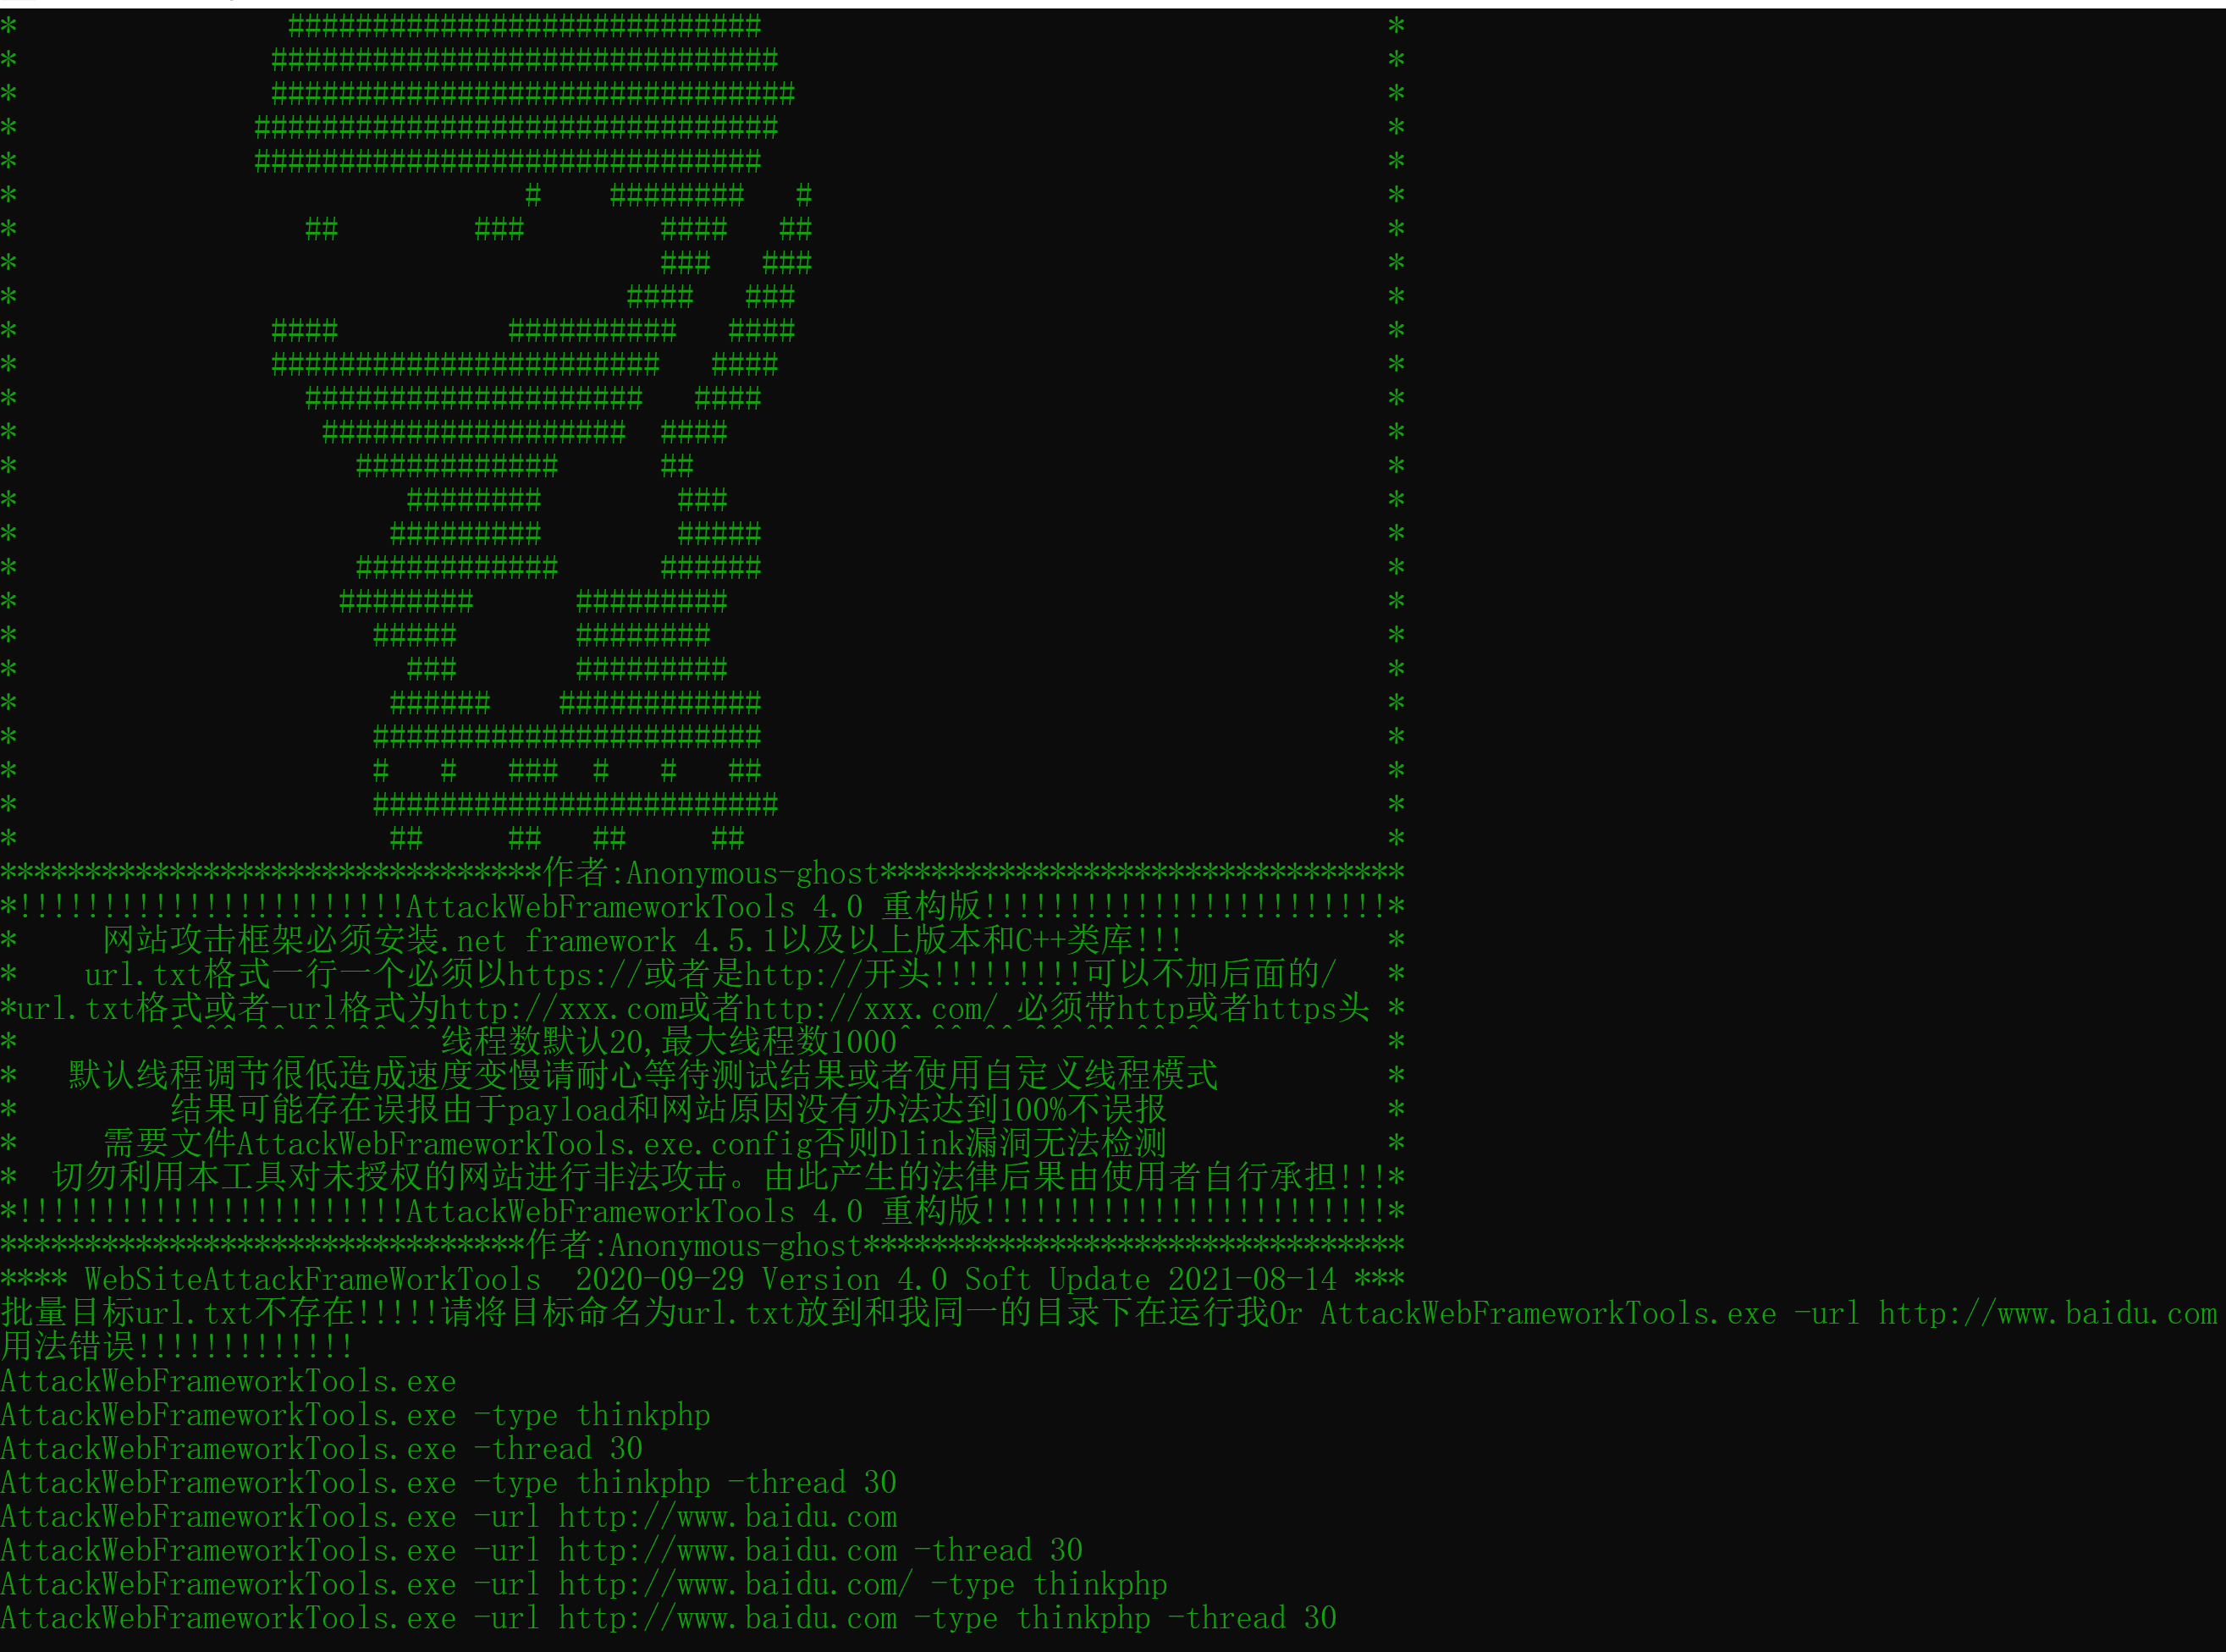 *******************************作者:Anonymous-ghost*******************************
*!!!!!!!!!!!!!!!!!!!!!!!AttackWebFrameworkTools 4.0 重构版!!!!!!!!!!!!!!!!!!!!!!!!*
* 网站攻击框架必须安装.net framework 4.5.1以及以上版本和C++类库!!! *
* url.txt格式一行一个必须以https://或者是http://开头!!!!!!!!!可以不加后面的/ *
*url.txt格式或者-url格式为http://xxx.com或者http://xxx.com/ 必须带http或者https头 *
* ^_^^_^^_^^_^^_^^线程数默认20,最大线程数1000^_^^_^^_^^_^^_^^_^ *
* 默认线程调节很低造成速度变慢请耐心等待测试结果或者使用自定义线程模式 *
* 结果可能存在误报由于payload和网站原因没有办法达到100%不误报 *
* 需要文件AttackWebFrameworkTools.exe.config否则Dlink漏洞无法检测 *
* 切勿利用本工具对未授权的网站进行非法攻击。由此产生的法律后果由使用者自行承担!!!*
*!!!!!!!!!!!!!!!!!!!!!!!AttackWebFrameworkTools 4.0 重构版!!!!!!!!!!!!!!!!!!!!!!!!*
*******************************作者:Anonymous-ghost********************************
**** WebSiteAttackFrameWorkTools  2020-09-29 Version 4.0 Soft Update 2021-08-14 ***
批量目标url.txt不存在!!!!!请将目标命名为url.txt放到和我同一的目录下在运行我Or AttackWebFrameworkTools.exe -url http://www.baidu.com
用法错误!!!!!!!!!!!!!
AttackWebFrameworkTools.exe
AttackWebFrameworkTools.exe -type thinkphp
AttackWebFrameworkTools.exe -thread 30
AttackWebFrameworkTools.exe -type thinkphp -thread 30
AttackWebFrameworkTools.exe -url http://www.baidu.com
AttackWebFrameworkTools.exe -url http://www.baidu.com -thread 30
AttackWebFrameworkTools.exe -url http://www.baidu.com/ -type thinkphp
AttackWebFrameworkTools.exe -url http://www.baidu.com -type thinkphp -thread 30